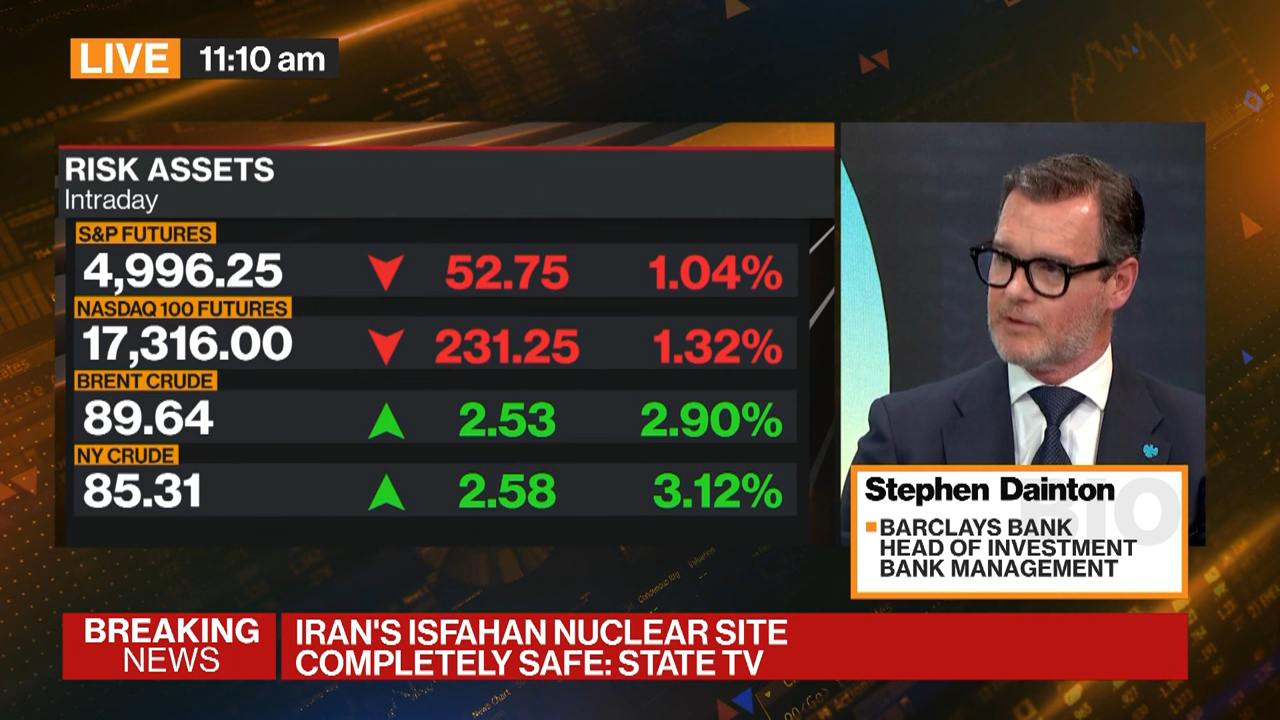 LIVE 11:10 am
RISK ASSETS
Intraday
S&P FUTURES
4,996.25 52.75 1.04%
NASDAQ 100 FUTURES
17,316.00 231.25 1.32%
BRENT CRUDE
89.64 2.53 2.90%
NY CRUDE
85.31 2.58 3.12%
BIO
Stephen Dainton
BARCLAYS BANK
HEAD OF INVESTMENT
BANK MANAGEMENT
BREAKING
NEWS
IRAN'S ISFAHAN NUCLEAR SITE
COMPLETELY SAFE: STATE TV